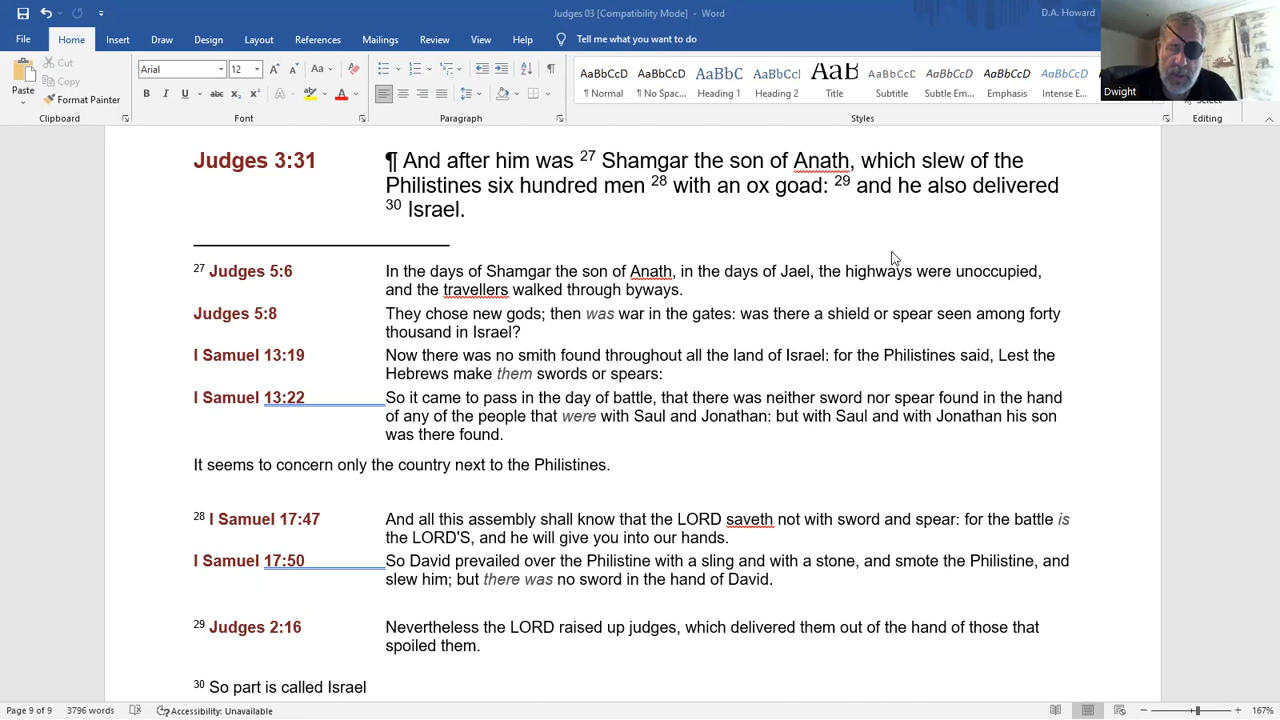 Judges 03 [Compatibility Mode] - Word
D.A. Howard
File Home Insert Draw Design Layout References Mailings Review View Help Tell me what you want to do
Paste
Cut
Copy
Format Painter
Clipboard
Arial 12
Font
Paragraph
AaBbCcD AaBbCcD AaBbC AaBbCcI AaB AaBbCcD AaBbCcD AaBbCcD AaBbCcD
¶ Normal ¶ No Spac... Heading 1 Heading 2 Title Subtitle Subtle Em... Emphasis Intense E...
Styles
Dwight
Select
Editing
Judges 3:31 ¶ And after him was 27 Shamgar the son of Anath, which slew of the
Philistines six hundred men 28 with an ox goad: 29 and he also delivered
30 Israel.
27 Judges 5:6 In the days of Shamgar the son of Anath, in the days of Jael, the highways were unoccupied,
and the travellers walked through byways.
Judges 5:8 They chose new gods; then was war in the gates: was there a shield or spear seen among forty
thousand in Israel?
I Samuel 13:19 Now there was no smith found throughout all the land of Israel: for the Philistines said, Lest the
Hebrews make them swords or spears:
I Samuel 13:22 So it came to pass in the day of battle, that there was neither sword nor spear found in the hand
of any of the people that were with Saul and Jonathan: but with Saul and with Jonathan his son
was there found.
It seems to concern only the country next to the Philistines.
28 I Samuel 17:47 And all this assembly shall know that the LORD saveth not with sword and spear: for the battle is
the LORD'S, and he will give you into our hands.
I Samuel 17:50 So David prevailed over the Philistine with a sling and with a stone, and smote the Philistine, and
slew him; but there was no sword in the hand of David.
29 Judges 2:16 Nevertheless the LORD raised up judges, which delivered them out of the hand of those that
spoiled them.
30 So part is called Israel
Page 9 of 9 3796 words Accessibility: Unavailable 167%